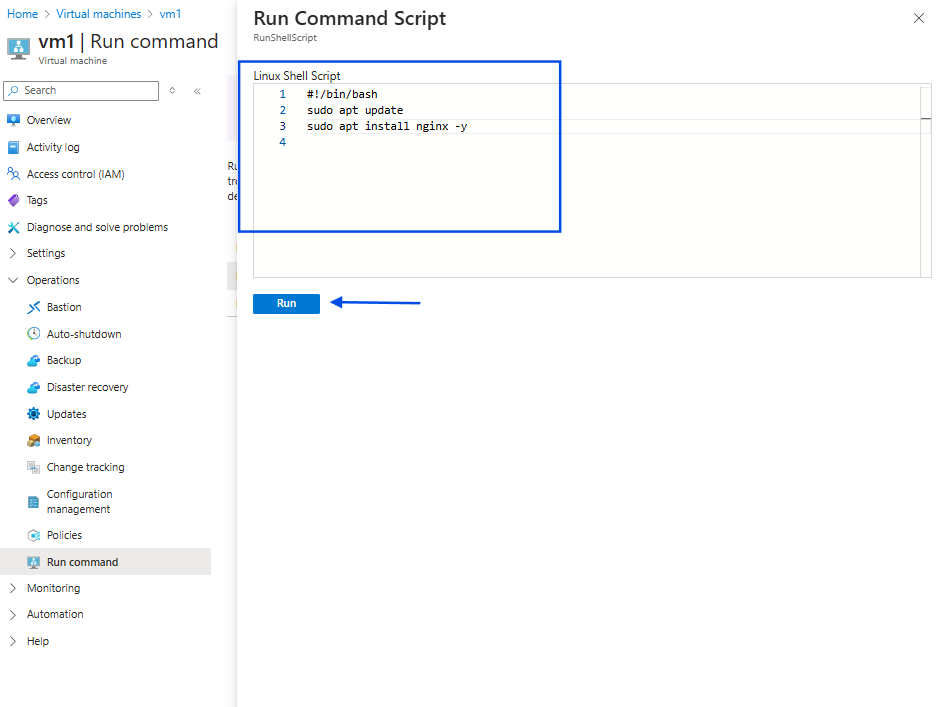 Home > Virtual machines > vm1
vm1 | Run command
Virtual machine
Search
Overview
Activity log
Access control (IAM)
Tags
Diagnose and solve problems
Settings
Operations
Bastion
Auto-shutdown
Backup
Disaster recovery
Updates
Inventory
Change tracking
Configuration
management
Policies
Run command
Monitoring
Automation
Help
Run Command Script
RunShellScript
Linux Shell Script
1 #!/bin/bash
2 sudo apt update
3 sudo apt install nginx -y
4
Run